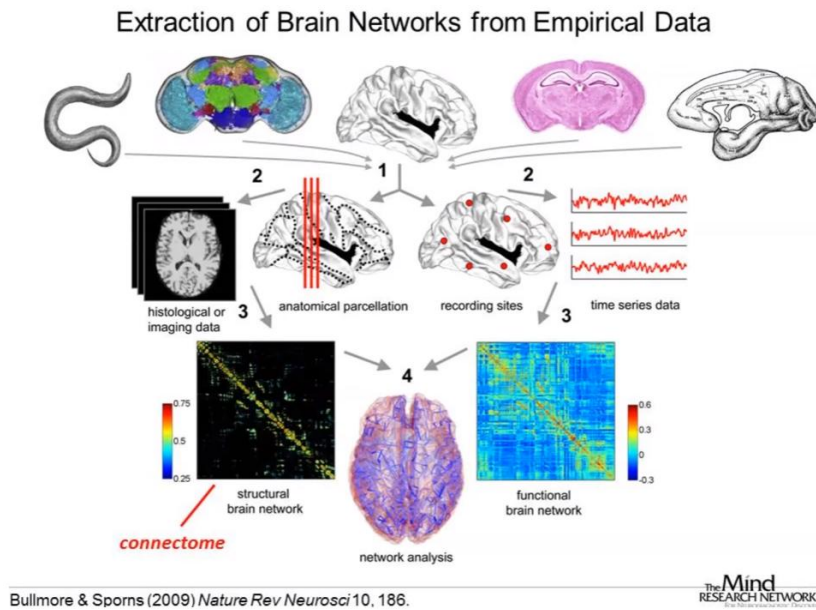 Extraction of Brain Networks from Empirical Data
1
2
2
histological or
imaging data
3
anatomical parcellation
recording sites
3
time series data
4
0.75
0.5
0.25
0.6
0
-0.3
structural
brain network
functional
brain network
connectome
network analysis
Bullmore & Sporns (2009) Nature Rev Neurosci 10, 186.
The Mind
RESEARCH NETWORK